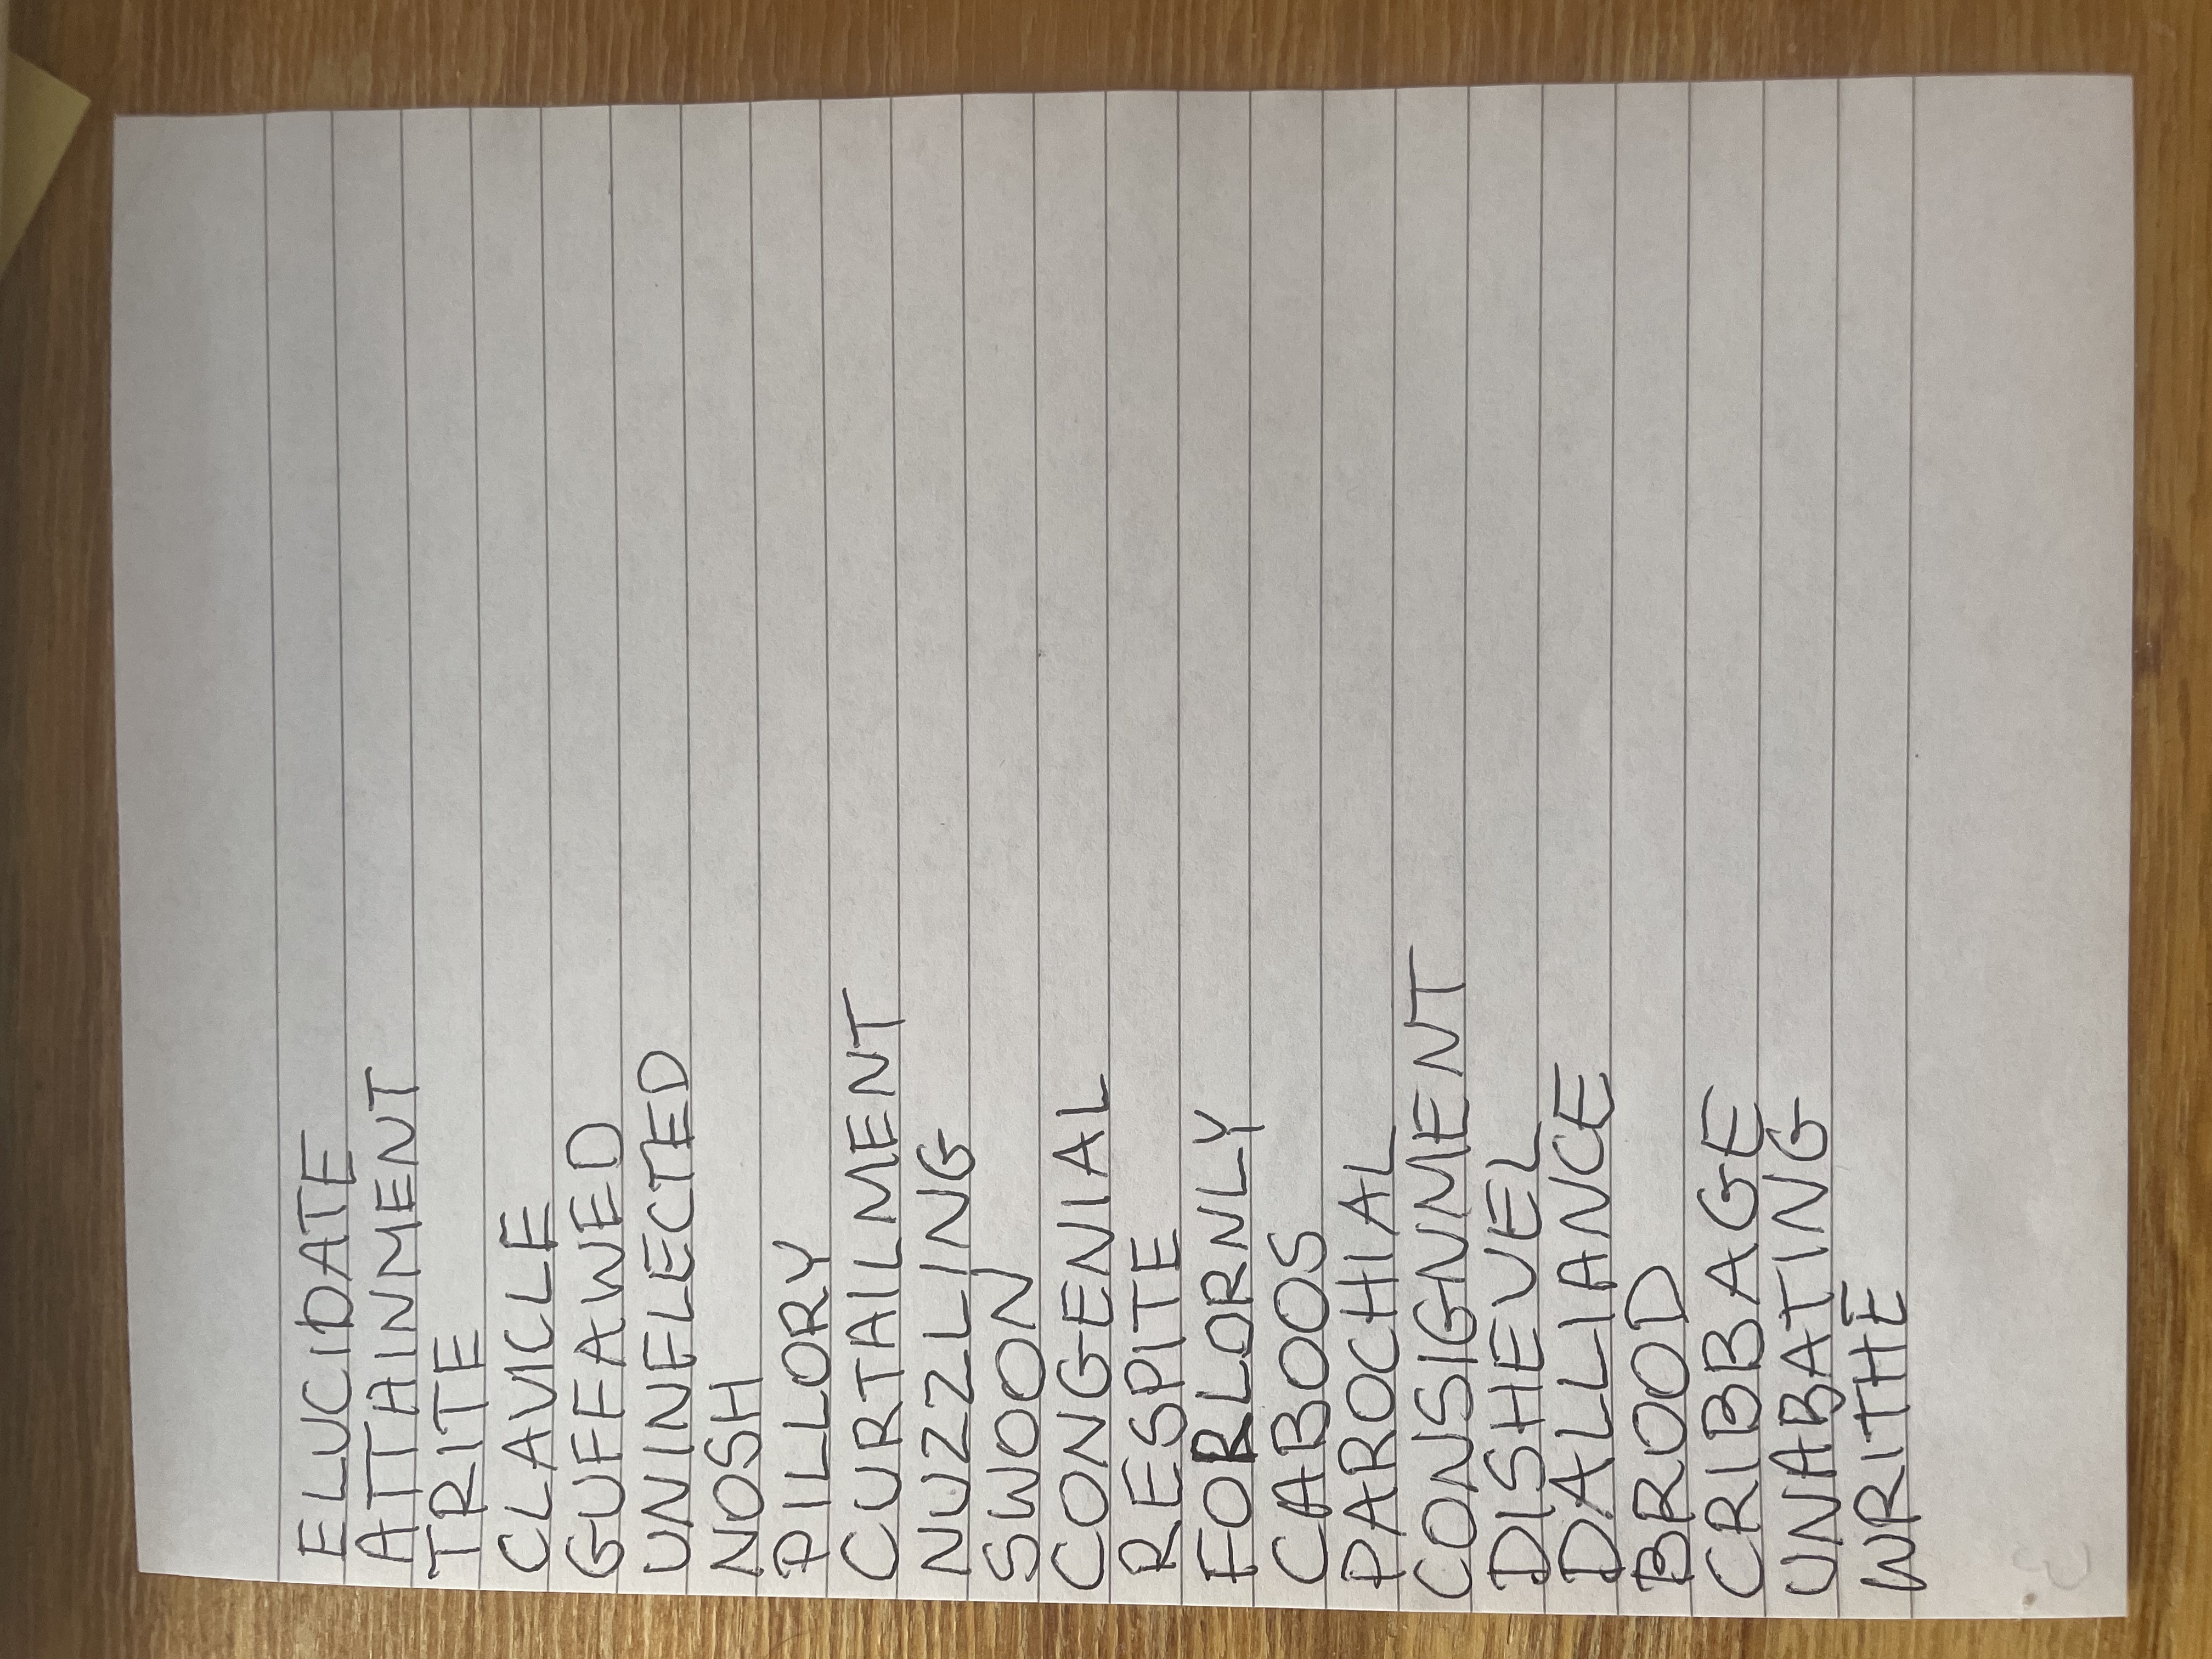 ELUCIDATE
ATTAINMENT
TRITE
CLAVICLE
GUFFAWED
UNINFLECTED
NOSH
PILLORY
CURTAILMENT
NUZZLING
SWOON
CONGENIAL
RESPITE
FORLORNLY
CABOOS
PAROCHIAL
CONSIGNMENT
DISHEVEL
DALLIANCE
BROOD
CRIBBAGE
UNABATING
WRITHE